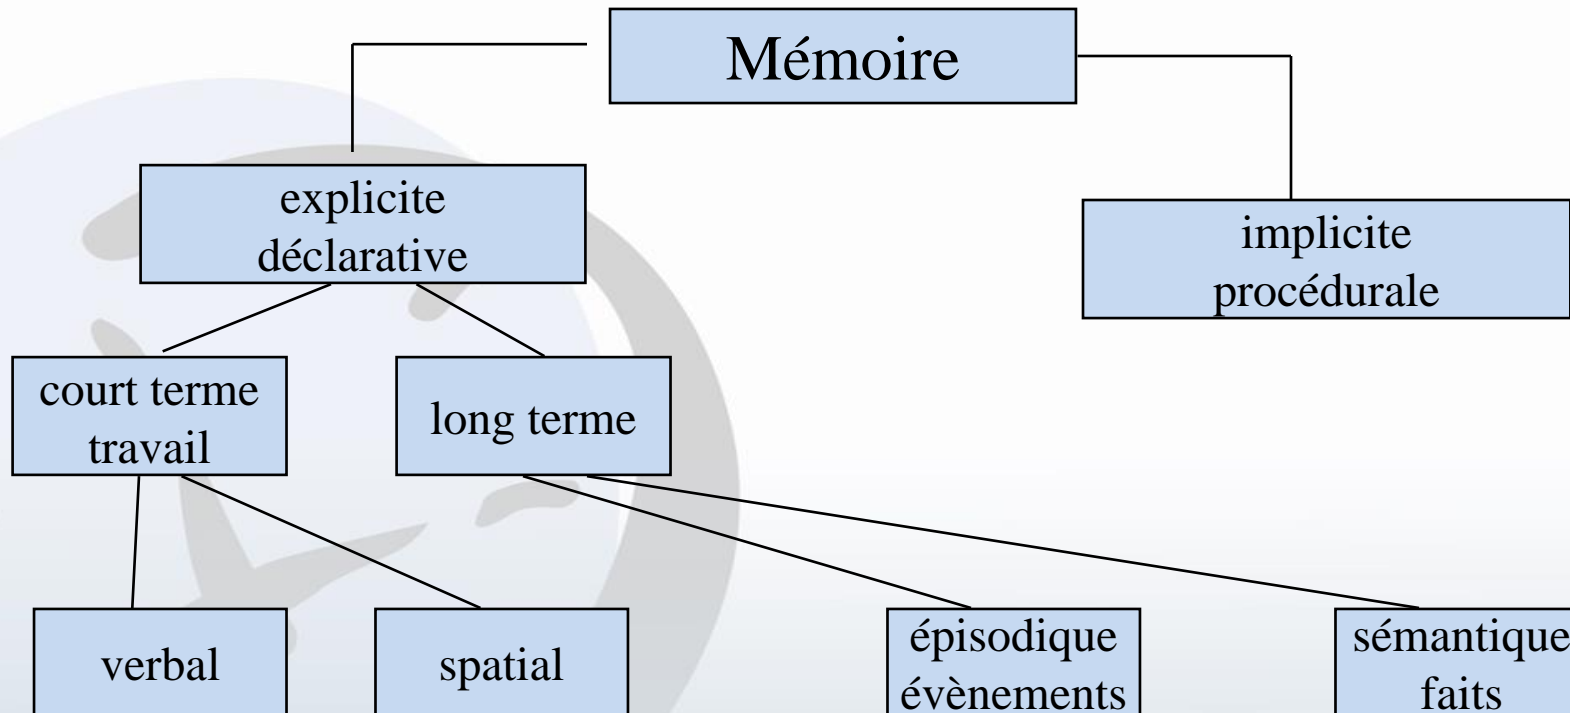 Mémoire
explicite
déclarative
implicite
procédurale
court terme
travail
long terme
verbal
spatial
épisodique
évènements
sémantique
faits